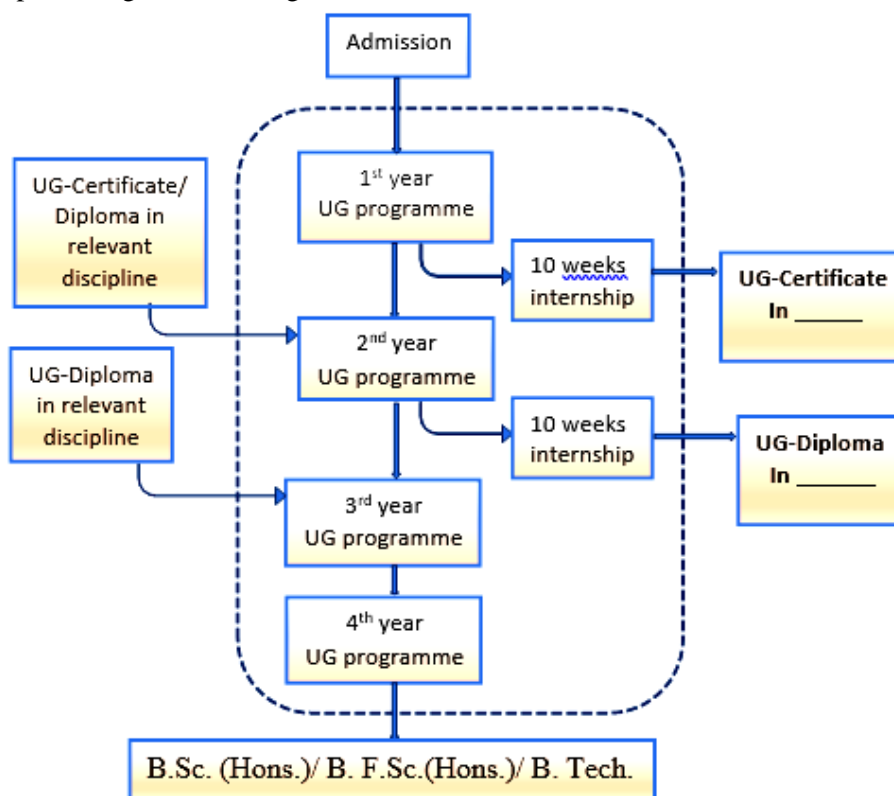 Admission
1st year
UG programme
UG-Certificate/
Diploma in
relevant
discipline
10 weeks
internship
UG-Certificate
In ______
2nd year
UG programme
UG-Diploma
in relevant
discipline
10 weeks
internship
UG-Diploma
In _______
3rd year
UG programme
4th year
UG programme
B.Sc. (Hons.)/ B. F.Sc.(Hons.)/ B. Tech.